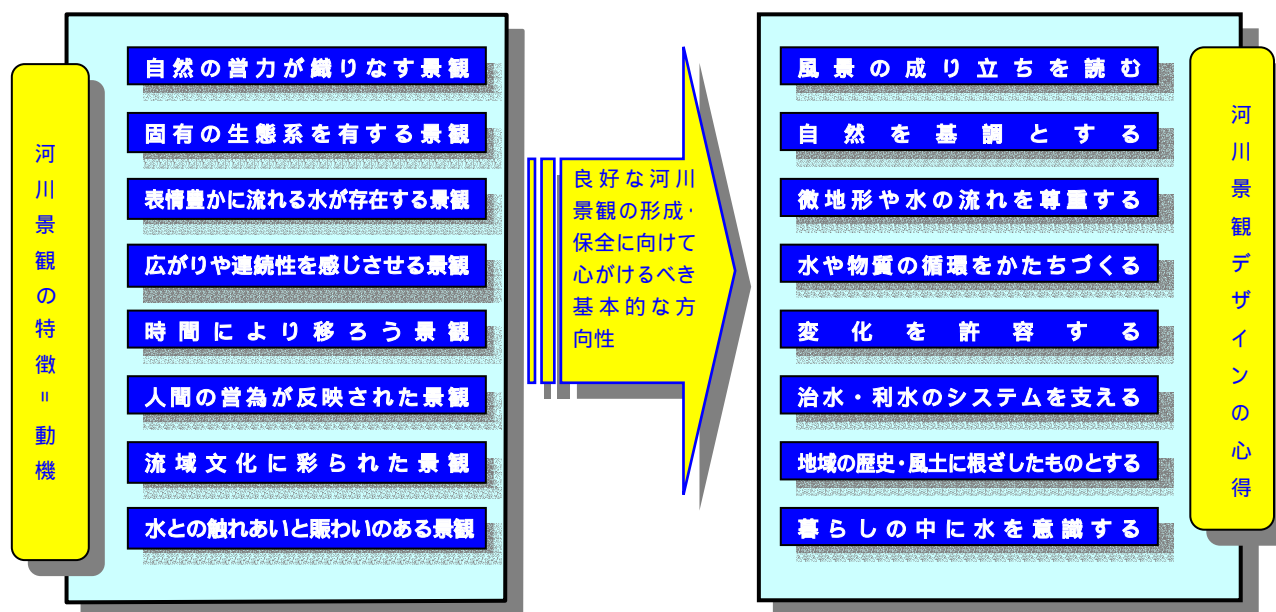 河川景観の特徴＝動機
自然の営力が織りなす景観
固有の生態系を有する景観
表情豊かに流れる水が存在する景観
広がりや連続性を感じさせる景観
時間により移ろう景観
人間の営為が反映された景観
流域文化に彩られた景観
水との触れあいと賑わいのある景観
良好な河川
景観の形成・
保全に向けて
心がけるべき
基本的な方
向性
風景の成り立ちを読む
自然を基調とする
微地形や水の流れを尊重する
水や物質の循環をかたちづくる
変化を許容する
治水・利水のシステムを支える
地域の歴史・風土に根ざしたものとする
暮らしの中に水を意識する
河川景観デザインの心得